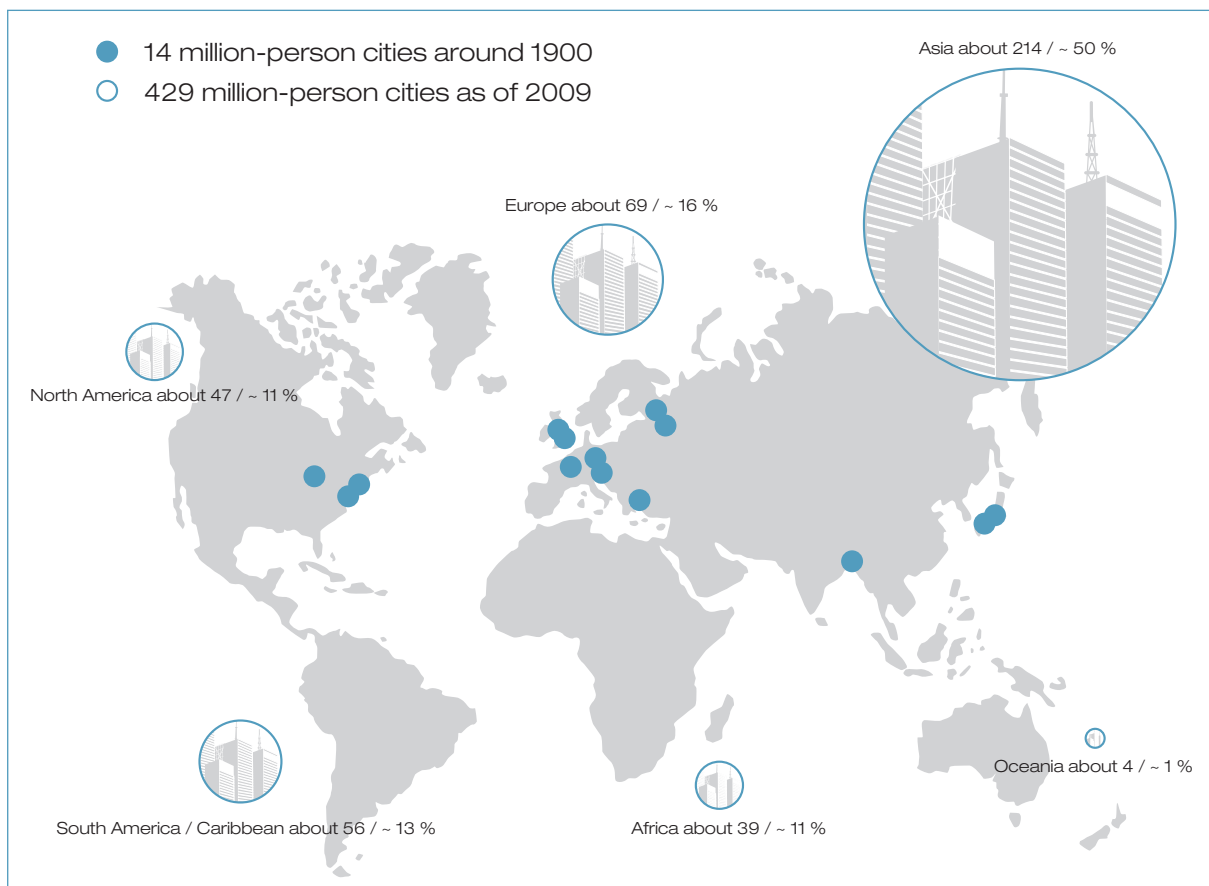 14 million-person cities around 1900
429 million-person cities as of 2009
Asia about 214 / ~ 50 %
Europe about 69 / ~ 16 %
North America about 47 / ~ 11 %
South America / Caribbean about 56 / ~ 13 %
Africa about 39 / ~ 11 %
Oceania about 4 / ~ 1 %